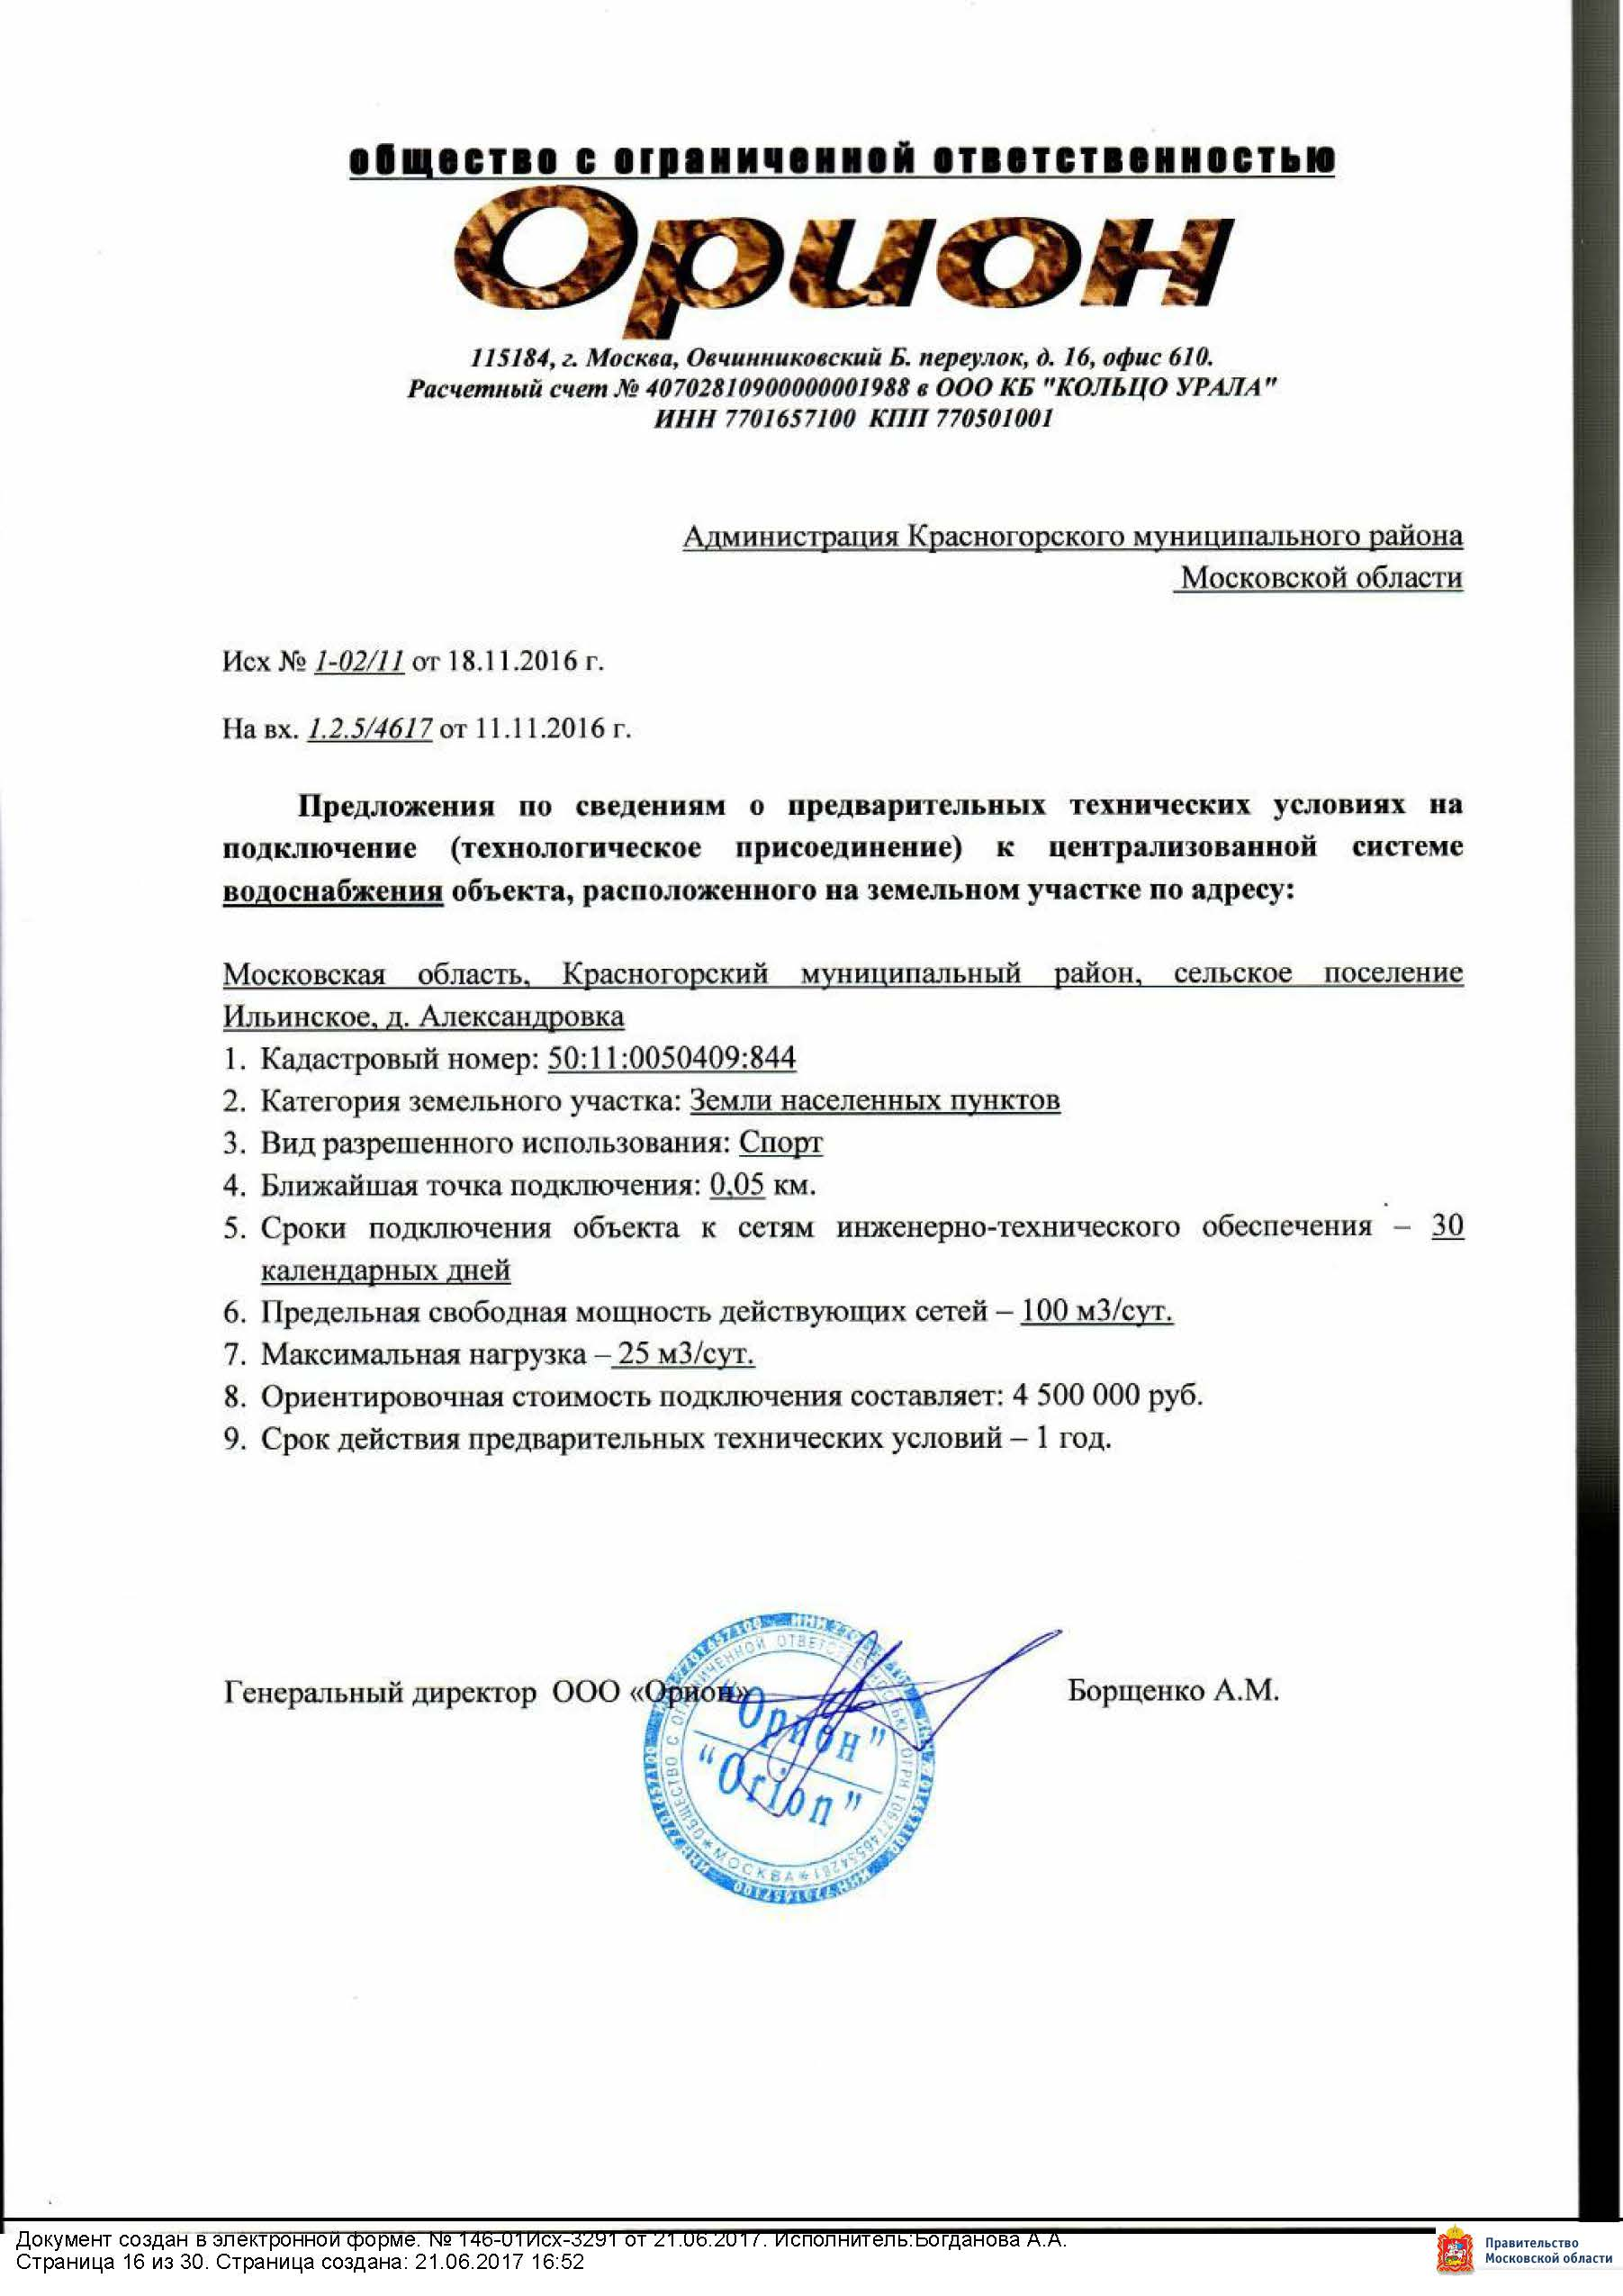 общество с ограниченной ответственностью
Орион
115184, г. Москва, Овчинниковский Б. переулок, д. 16, офис 610.
Расчетный счет № 40702810900000001988 в ООО КБ "КОЛЬЦО УРАЛА"
ИНН 7701657100 КПП 770501001
Администрация Красногорского муниципального района
Московской области
Исх № 1-02/11 от 18.11.2016 г.
На вх. 1.2.5/4617 от 11.11.2016 г.
Предложения по сведениям о предварительных технических условиях на
подключение (технологическое присоединение) к централизованной системе
водоснабжения объекта, расположенного на земельном участке по адресу:
Московская область, Красногорский муниципальный район, сельское поселение
Ильинское, д. Александровка
1. Кадастровый номер: 50:11:0050409:844
2. Категория земельного участка: Земли населенных пунктов
3. Вид разрешенного использования: Спорт
4. Ближайшая точка подключения: 0,05 км.
5. Сроки подключения объекта к сетям инженерно-технического обеспечения – 30
календарных дней
6. Предельная свободная мощность действующих сетей – 100 м3/сут.
7. Максимальная нагрузка – 25 м3/сут.
8. Ориентировочная стоимость подключения составляет: 4 500 000 руб.
9. Срок действия предварительных технических условий – 1 год.
Генеральный директор ООО «Орион» Борщенко А.М.
ОБЩЕСТВО С ОГРАНИЧЕННОЙ ОТВЕТСТВЕННОСТЬЮ
"Орион"
"Orion"
*МОСКВА*
Документ создан в электронной форме. № 146-01Исх-3291 от 21.06.2017. Исполнитель:Богданова А.А.
Страница 16 из 30. Страница создана: 21.06.2017 16:52
Правительство
Московской области